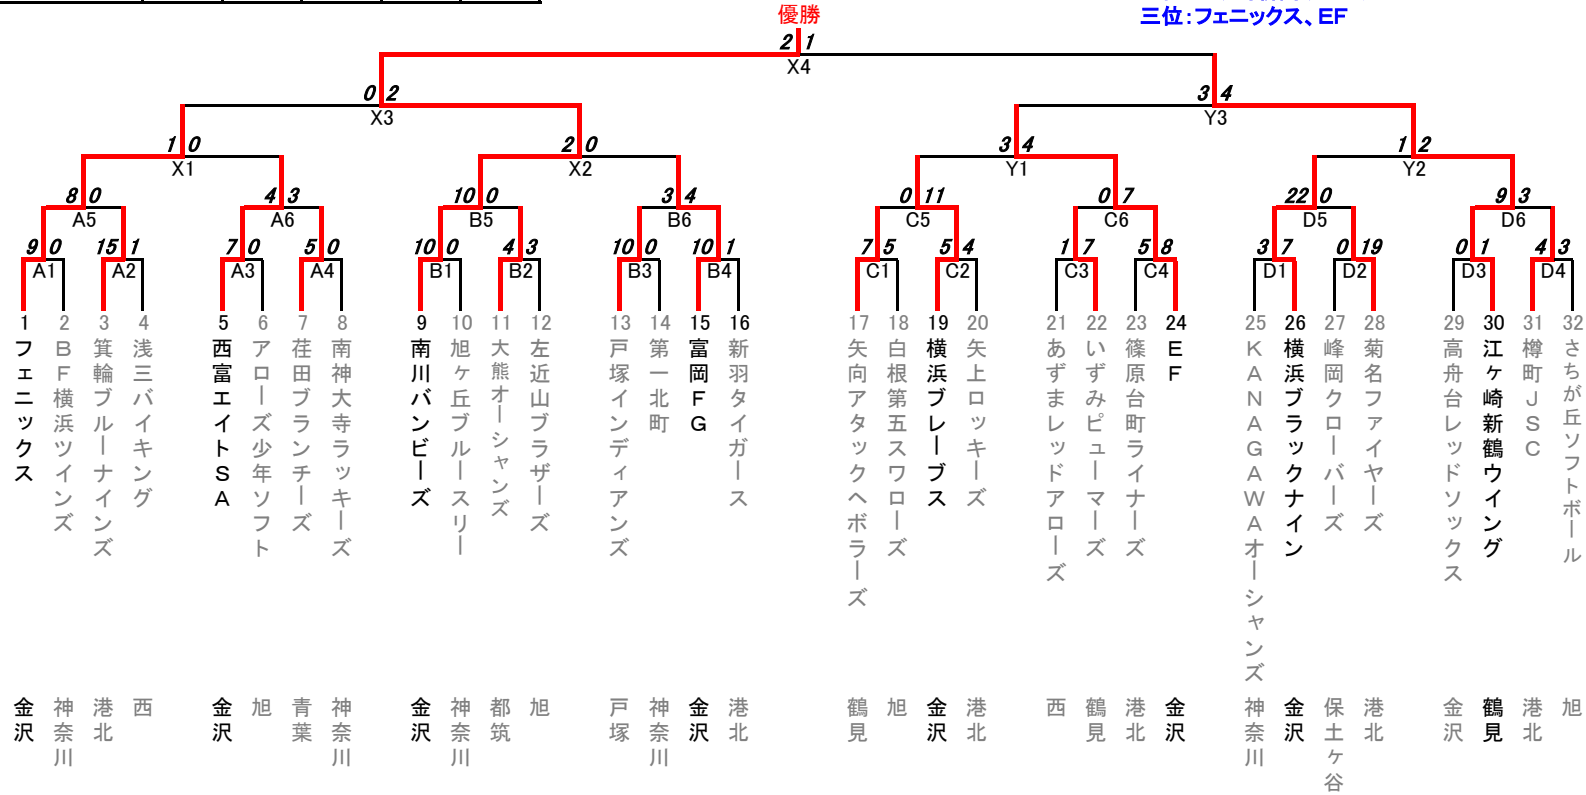 優勝
三位：フェニックス、EF
2 1
X4
0 2
X3
3 4
Y3
1 0
X1
2 0
X2
3 4
Y1
1 2
Y2
8 0
A5
4 3
A6
10 0
B5
3 4
B6
0 11
C5
0 7
C6
22 0
D5
9 3
D6
9 0
A1
15 1
A2
7 0
A3
5 0
A4
10 0
B1
4 3
B2
10 0
B3
10 1
B4
7 5
C1
5 4
C2
1 7
C3
5 8
C4
3 7
D1
0 19
D2
0 1
D3
4 3
D4
1 フェニックス 金沢
2 ＢＦ横浜ツインズ 神奈川
3 箕輪ブルーナインズ 港北
4 浅三バイキング 西
5 西富エイトＳＡ 金沢
6 アローズ少年ソフト 旭
7 荏田ブランチーズ 青葉
8 南神大寺ラッキーズ 神奈川
9 南川バンビーズ 金沢
10 旭ヶ丘ブルースリー 神奈川
11 大熊オーシャンズ 都筑
12 左近山ブラザーズ 旭
13 戸塚インディアンズ 戸塚
14 第一北町 神奈川
15 富岡ＦＧ 金沢
16 新羽タイガース 港北
17 矢向アタックヘボラーズ 鶴見
18 白根第五スワローズ 旭
19 横浜ブレーブス 金沢
20 矢上ロッキーズ 港北
21 あずまレッドアローズ 西
22 いずみピューマーズ 鶴見
23 篠原台町ライナーズ 港北
24 ＥＦ 金沢
25 ＫＡＮＡＧＡＷＡオーシャンズ 神奈川
26 横浜ブラックナイン 金沢
27 峰岡クローバーズ 保土ヶ谷
28 菊名ファイヤーズ 港北
29 高舟台レッドソックス 金沢
30 江ヶ崎新鶴ウイング 鶴見
31 樽町ＪＳＣ 港北
32 さちが丘ソフトボール 旭